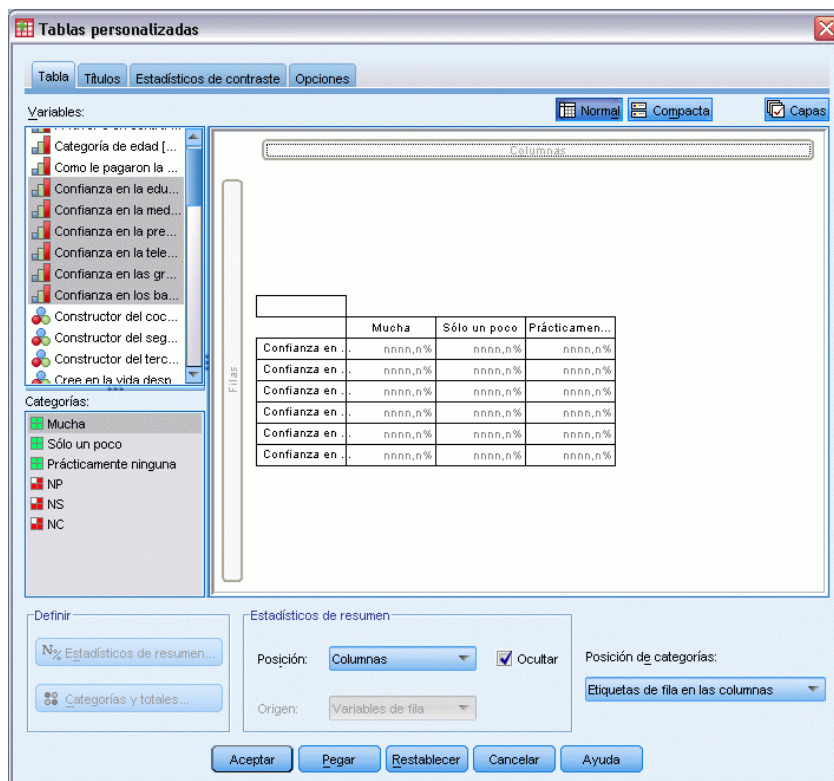 Tablas personalizadas
Tabla Títulos Estadísticos de contraste Opciones
Variables:
Normal Compacta Capas
Categoría de edad [...
Como le pagaron la ...
Confianza en la edu...
Confianza en la med...
Confianza en la pre...
Confianza en la tele...
Confianza en las gr...
Confianza en los ba...
Constructor del coc...
Constructor del seg...
Constructor del terc...
Cree en la vida desp
Columnas
Filas
Mucha Sólo un poco Prácticamen...
Confianza en ... nnnn,n% nnnn,n% nnnn,n%
Confianza en ... nnnn,n% nnnn,n% nnnn,n%
Confianza en ... nnnn,n% nnnn,n% nnnn,n%
Confianza en ... nnnn,n% nnnn,n% nnnn,n%
Confianza en ... nnnn,n% nnnn,n% nnnn,n%
Confianza en ... nnnn,n% nnnn,n% nnnn,n%
Categorías:
Mucha
Sólo un poco
Prácticamente ninguna
NP
NS
NC
Definir
N% Estadísticos de resumen...
Categorías y totales...
Estadísticos de resumen
Posición: Columnas Ocultar
Origen: Variables de fila
Posición de categorías:
Etiquetas de fila en las columnas
Aceptar Pegar Restablecer Cancelar Ayuda